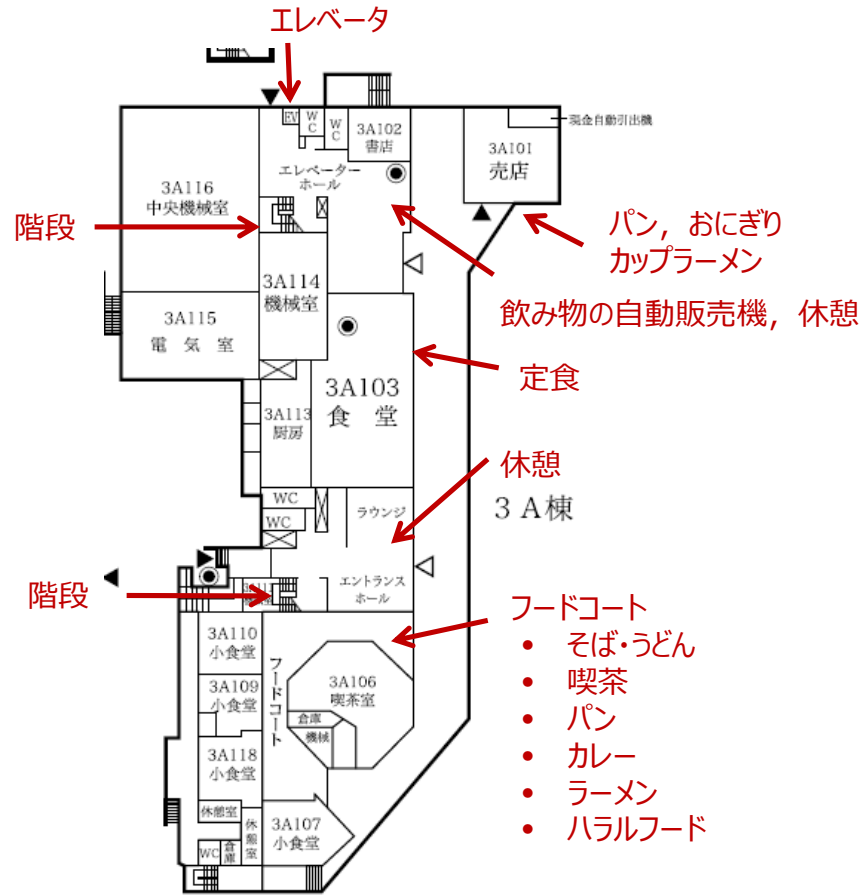 エレベータ
EV
WC
WC
3A102
書店
現金自動引出機
3A101
売店
エレベーター
ホール
3A116
中央機械室
階段
パン，おにぎり
カップラーメン
3A114
機械室
飲み物の自動販売機，休憩
3A115
電気室
定食
3A103
食堂
3A113
厨房
休憩
WC
ラウンジ
WC
3A棟
エントランス
ホール
階段
フードコート
• そば・うどん
• 喫茶
• パン
• カレー
• ラーメン
• ハラルフード
3A110
小食堂
フードコート
3A106
喫茶室
3A109
小食堂
倉庫
機械
3A118
小食堂
休憩室
休憩室
3A107
小食堂
WC
倉庫